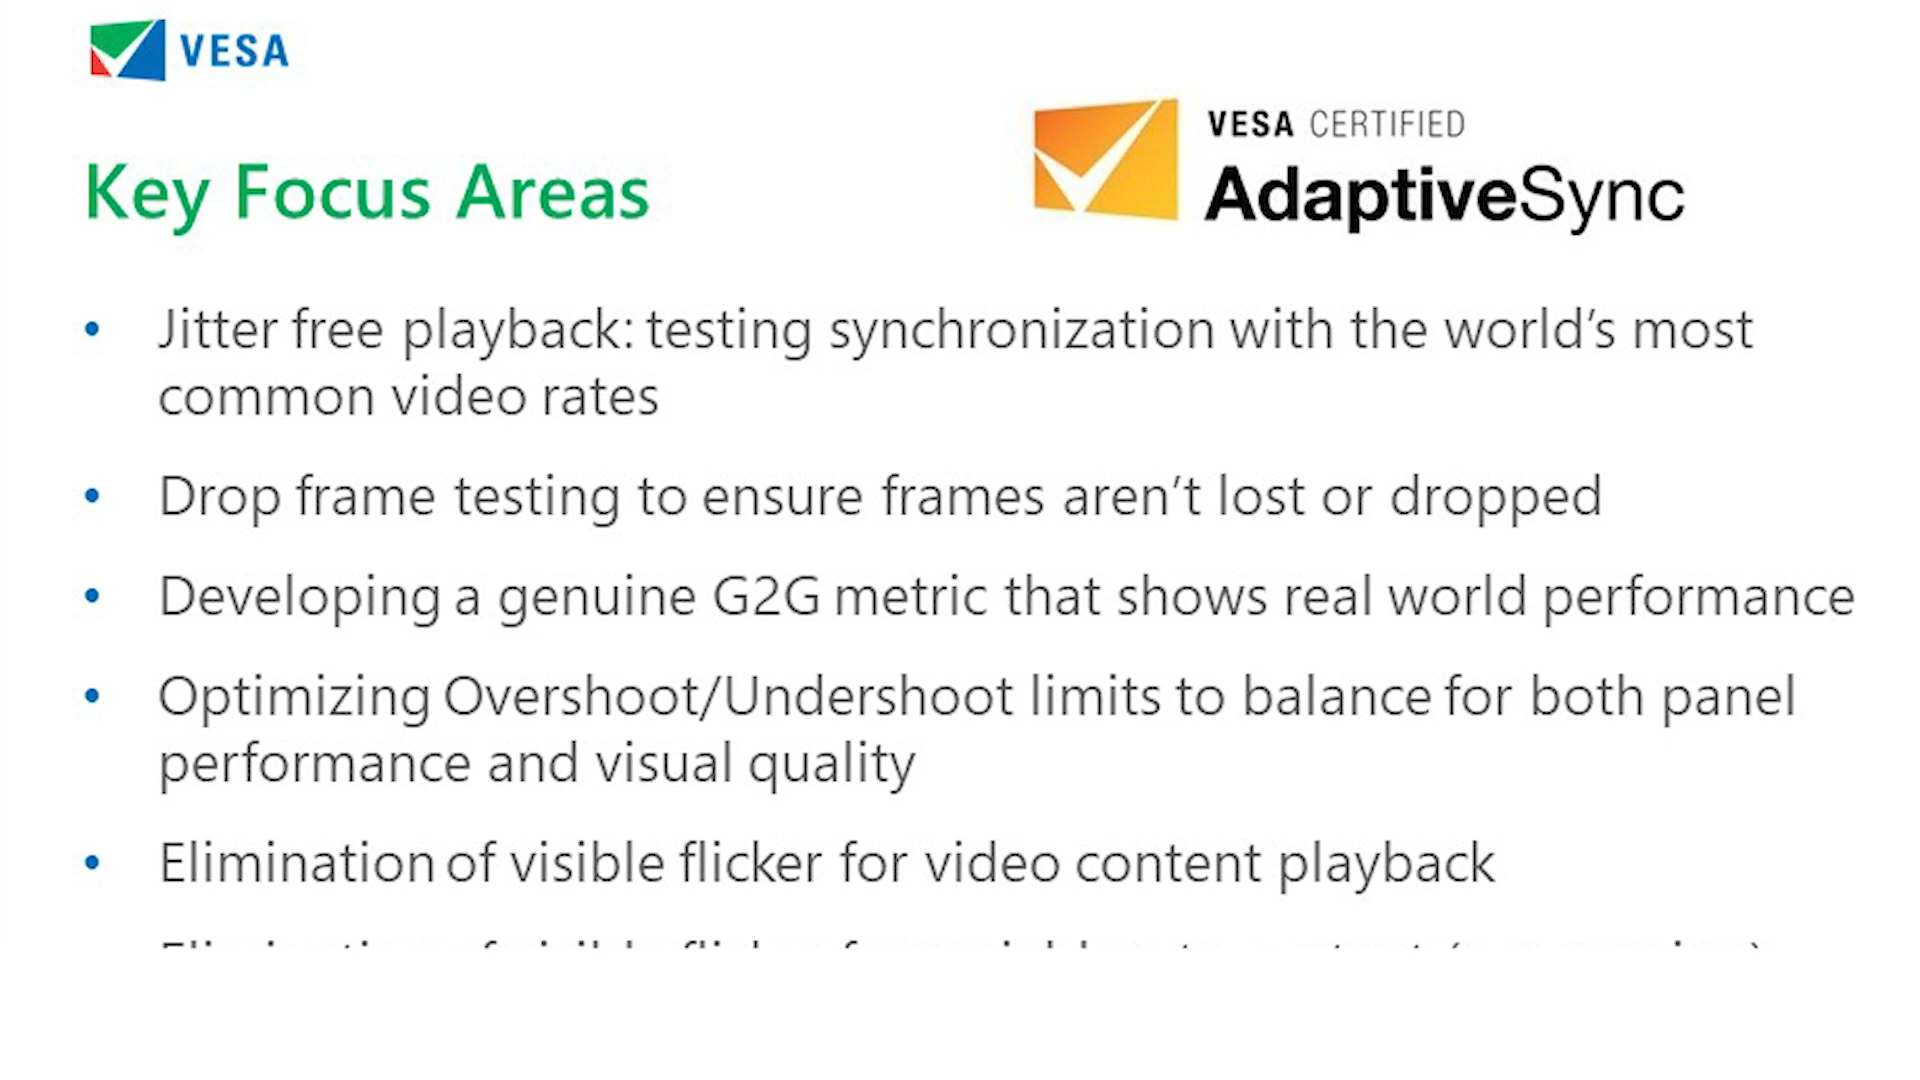 VESA
VESA CERTIFIED
AdaptiveSync
Key Focus Areas
• Jitter free playback: testing synchronization with the world’s most
common video rates
• Drop frame testing to ensure frames aren’t lost or dropped
• Developing a genuine G2G metric that shows real world performance
• Optimizing Overshoot/Undershoot limits to balance for both panel
performance and visual quality
• Elimination of visible flicker for video content playback